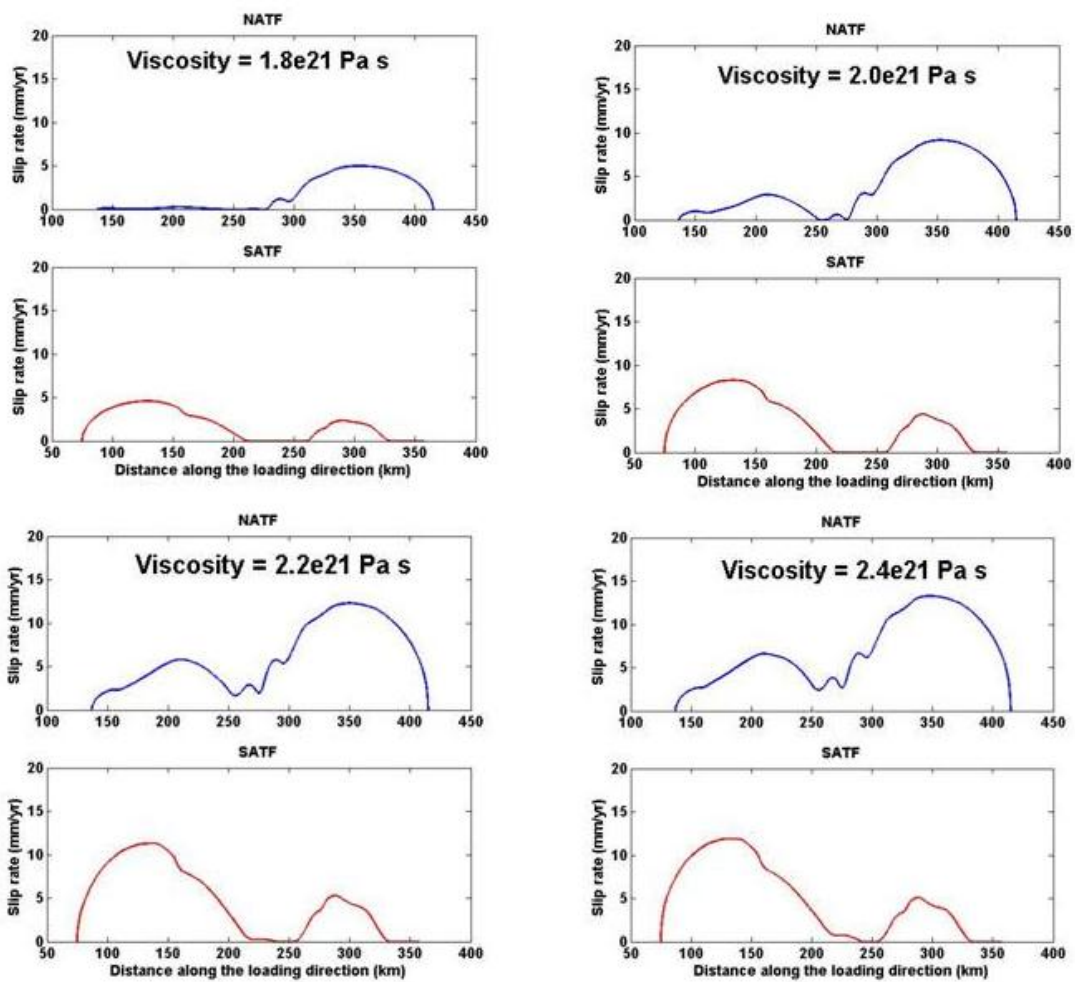 NATF
Viscosity = 1.8e21 Pa s
Slip rate (mm/yr)
20
15
10
5
0
100 150 200 250 300 350 400 450
SATF
Slip rate (mm/yr)
20
15
10
5
0
50 100 150 200 250 300 350 400
Distance along the loading direction (km)
NATF
Viscosity = 2.0e21 Pa s
Slip rate (mm/yr)
20
15
10
5
0
100 150 200 250 300 350 400 450
SATF
Slip rate (mm/yr)
20
15
10
5
0
50 100 150 200 250 300 350 400
Distance along the loading direction (km)
NATF
Viscosity = 2.2e21 Pa s
Slip rate (mm/yr)
20
15
10
5
0
100 150 200 250 300 350 400 450
SATF
Slip rate (mm/yr)
20
15
10
5
0
50 100 150 200 250 300 350 400
Distance along the loading direction (km)
NATF
Viscosity = 2.4e21 Pa s
Slip rate (mm/yr)
20
15
10
5
0
100 150 200 250 300 350 400 450
SATF
Slip rate (mm/yr)
20
15
10
5
0
50 100 150 200 250 300 350 400
Distance along the loading direction (km)